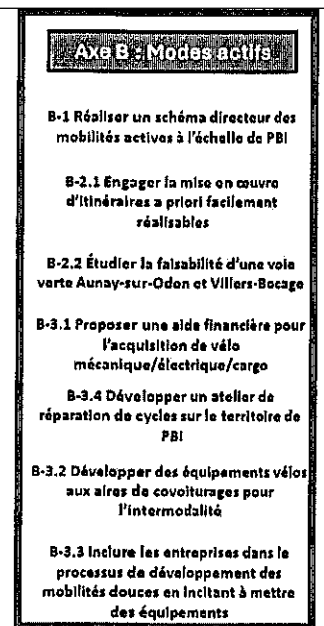 Axe B : Modes actifs
B-1 Réaliser un schéma directeur des
mobilités actives à l'échelle de PBI
B-2.1 Engager la mise en œuvre
d'itinéraires a priori facilement
réalisables
B-2.2 Étudier la faisabilité d'une voie
verte Aunay-sur-Odon et Villers-Bocage
B-3.1 Proposer une aide financière pour
l'acquisition de vélo
mécanique/électrique/cargo
B-3.4 Développer un atelier de
réparation de cycles sur le territoire de
PBI
B-3.2 Développer des équipements vélos
aux aires de covoiturages pour
l'intermodalité
B-3.3 Inclure les entreprises dans le
processus de développement des
mobilités douces en incitant à mettre
des équipements